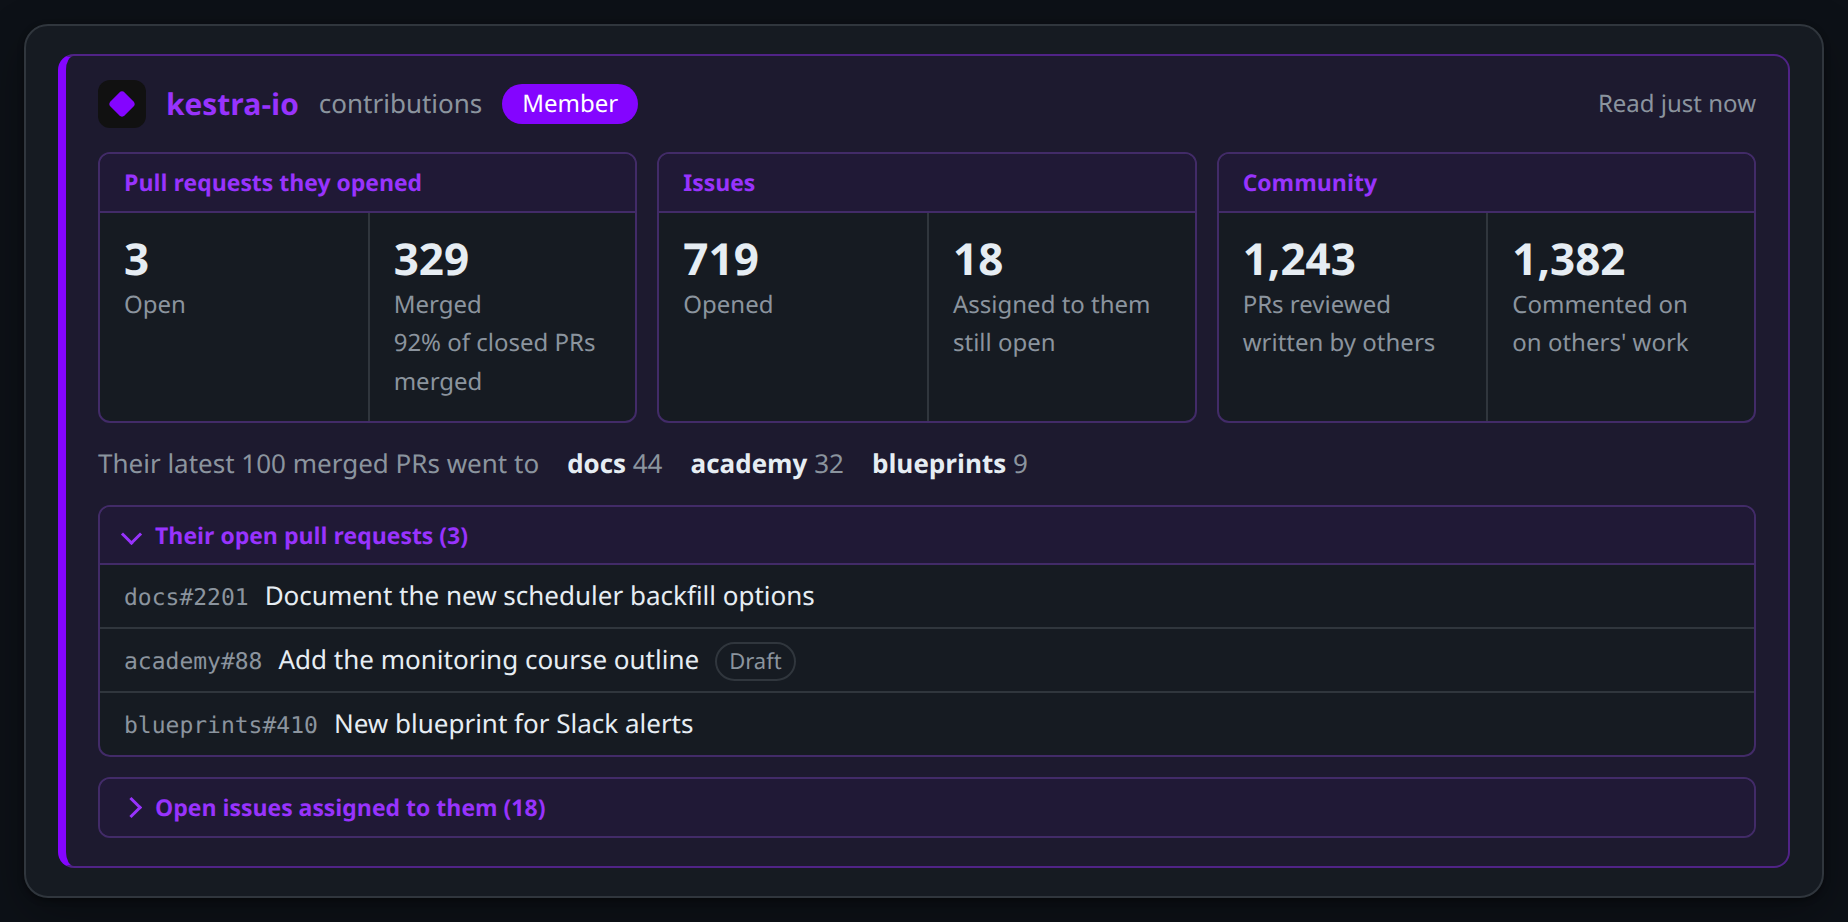 kestra-io contributions Member Read just now
Pull requests they opened
3
Open
329
Merged
92% of closed PRs
merged
Issues
719
Opened
18
Assigned to them
still open
Community
1,243
PRs reviewed
written by others
1,382
Commented on
on others' work
Their latest 100 merged PRs went to docs 44 academy 32 blueprints 9
Their open pull requests (3)
docs#2201 Document the new scheduler backfill options
academy#88 Add the monitoring course outline Draft
blueprints#410 New blueprint for Slack alerts
Open issues assigned to them (18)